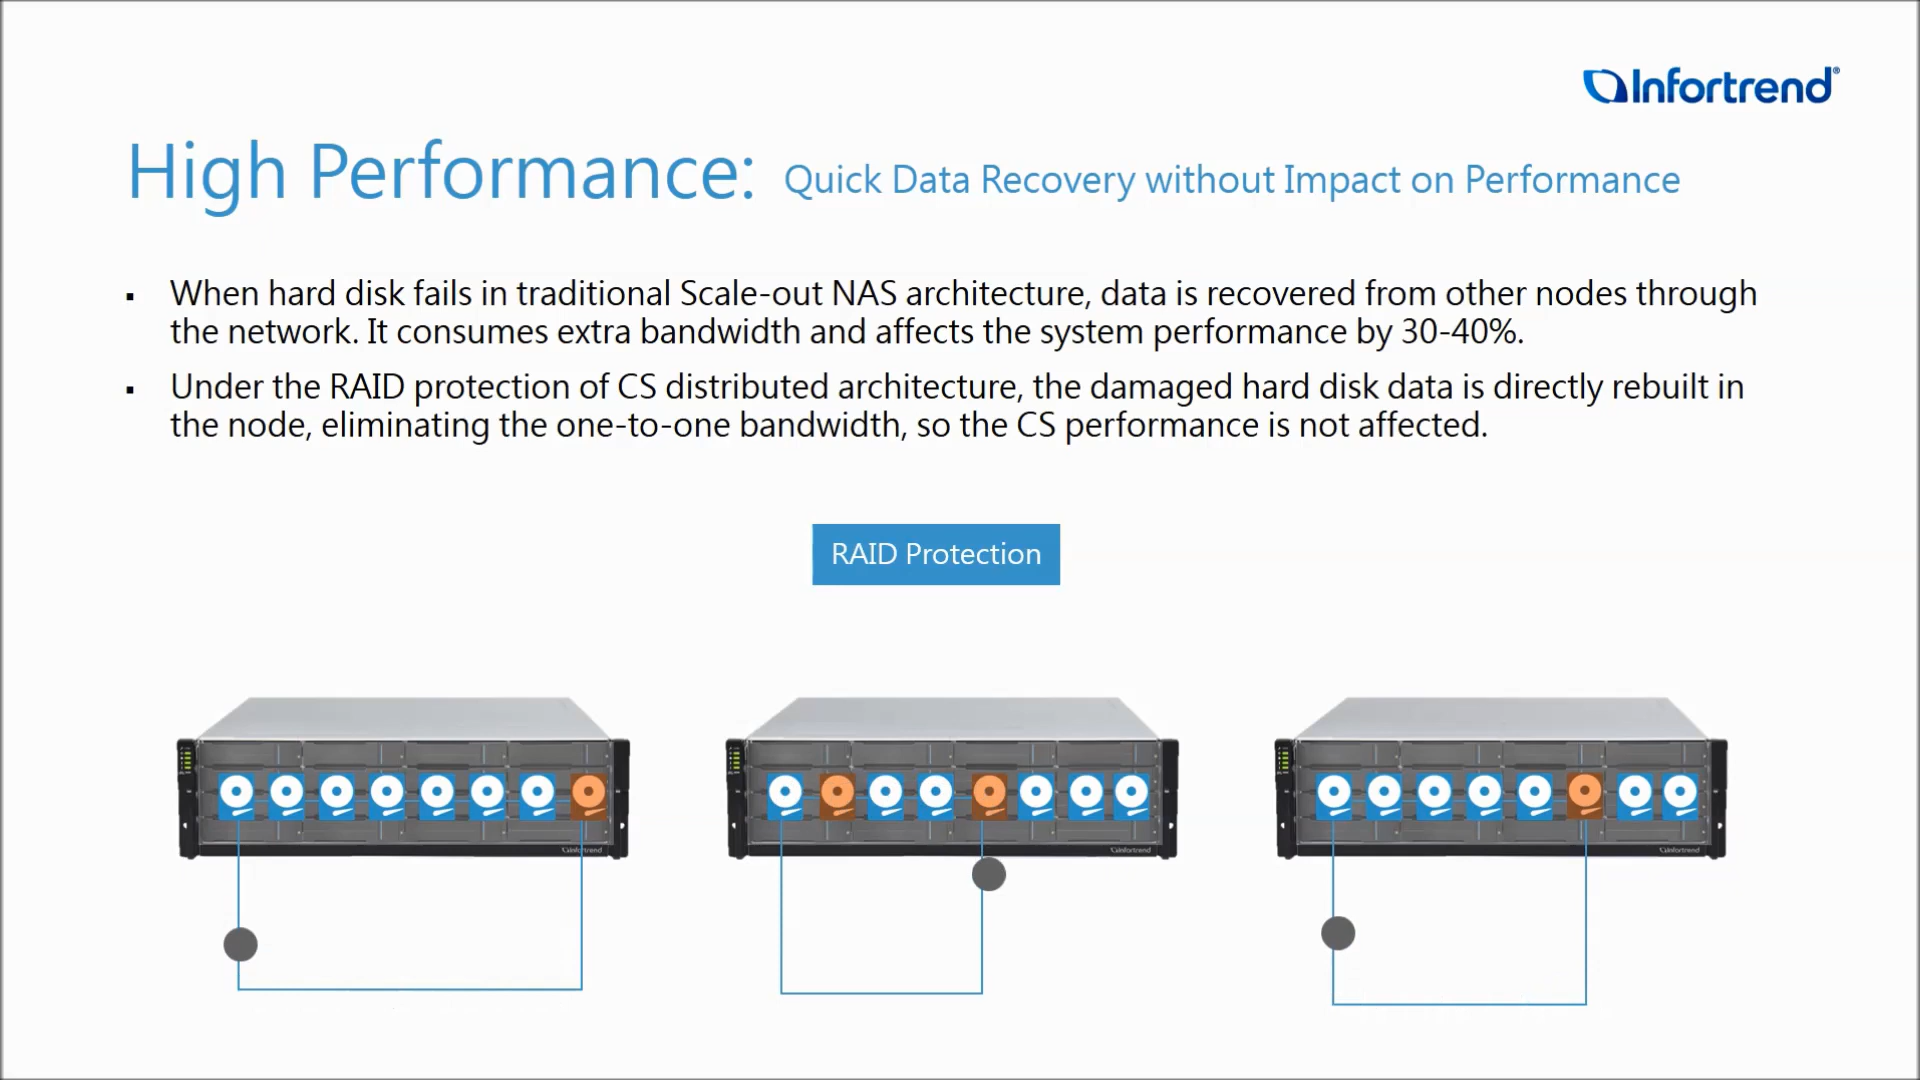 Infortrend®
High Performance: Quick Data Recovery without Impact on Performance
▪ When hard disk fails in traditional Scale-out NAS architecture, data is recovered from other nodes through
the network. It consumes extra bandwidth and affects the system performance by 30-40%.
▪ Under the RAID protection of CS distributed architecture, the damaged hard disk data is directly rebuilt in
the node, eliminating the one-to-one bandwidth, so the CS performance is not affected.
RAID Protection
Infortrend
Infortrend
Infortrend